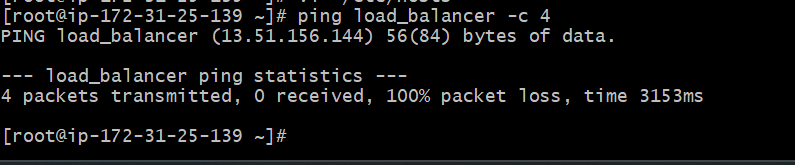 [root@ip-172-31-25-139 ~]# ping load_balancer -c 4
PING load_balancer (13.51.156.144) 56(84) bytes of data.
--- load_balancer ping statistics ---
4 packets transmitted, 0 received, 100% packet loss, time 3153ms
[root@ip-172-31-25-139 ~]#